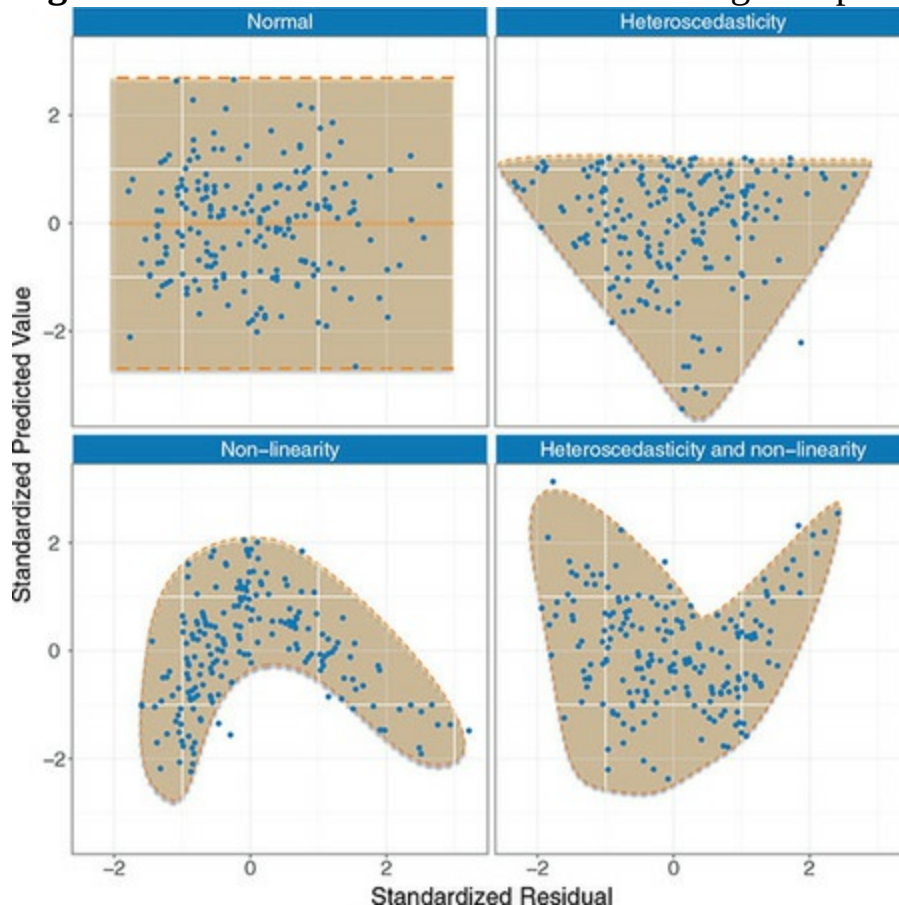 Normal
Heteroscedasticity
2
0
−2
Non−linearity
Heteroscedasticity and non−linearity
2
0
−2
−2
0
2
−2
0
2
Standardized Predicted Value
Standardized Residual